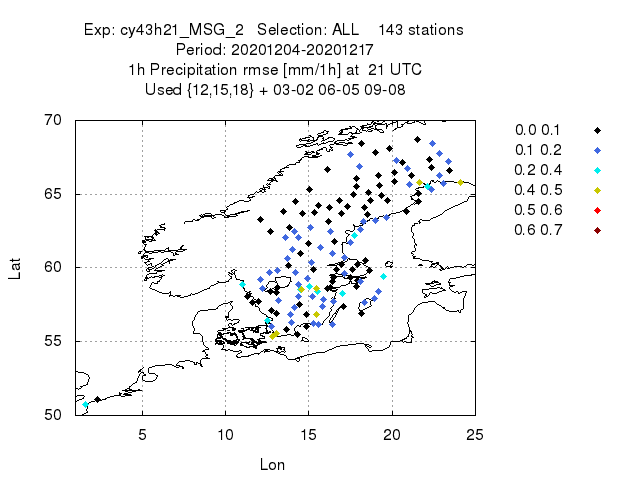 Exp: cy43h21_MSG_2   Selection: ALL    143 stations
Period: 20201204-20201217
1h Precipitation rmse [mm/1h] at  21 UTC
Used {12,15,18} + 03-02 06-05 09-08
70
65
60
55
50
5 10 15 20 25
Lat
Lon
0.0 0.1
0.1 0.2
0.2 0.4
0.4 0.5
0.5 0.6
0.6 0.7